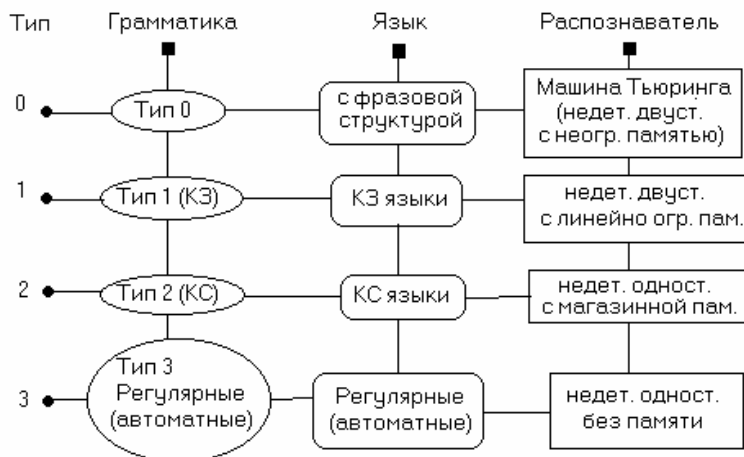 Тип Грамматика Язык Распознаватель
0 Тип 0 с фразовой структурой Машина Тьюринга
(недет. двуст.
с неогр. памятью)
1 Тип 1 (КЗ) КЗ языки недет. двуст.
с линейно огр. пам.
2 Тип 2 (КС) КС языки недет. одност.
с магазинной пам.
3 Тип 3
Регулярные
(автоматные)
Регулярные
(автоматные)
недет. одност.
без памяти